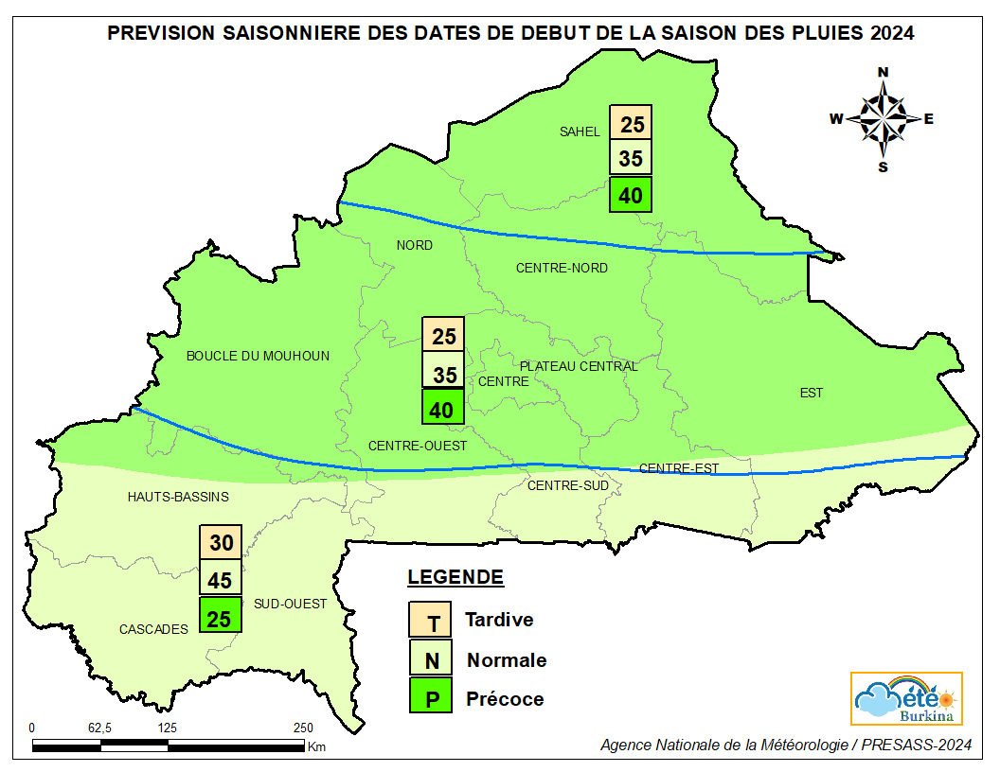 PREVISION SAISONNIERE DES DATES DE DEBUT DE LA SAISON DES PLUIES 2024
N
W E
S
SAHEL
25
35
40
NORD
CENTRE-NORD
25
35
40
BOUCLE DU MOUHOUN
PLATEAU CENTRAL
CENTRE
EST
CENTRE-OUEST
CENTRE-EST
CENTRE-SUD
HAUTS-BASSINS
30
45
25
SUD-OUEST
CASCADES
LEGENDE
T Tardive
N Normale
P Précoce
0 62,5 125 250
Km
Météo
Burkina
Agence Nationale de la Météorologie / PRESASS-2024